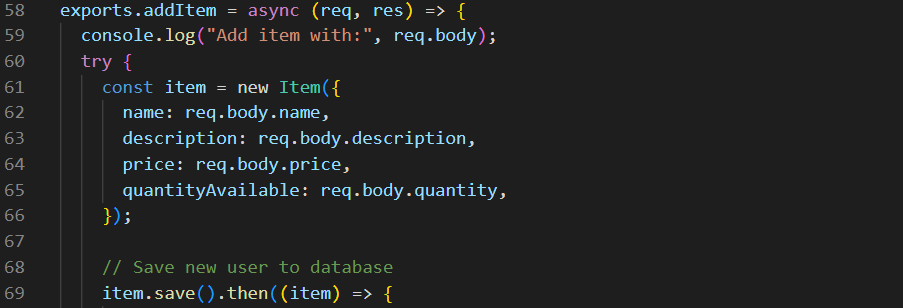 58 exports.addItem = async (req, res) => {
59 console.log("Add item with:", req.body);
60 try {
61 const item = new Item({
62 name: req.body.name,
63 description: req.body.description,
64 price: req.body.price,
65 quantityAvailable: req.body.quantity,
66 });
67
68 // Save new user to database
69 item.save().then((item) => {